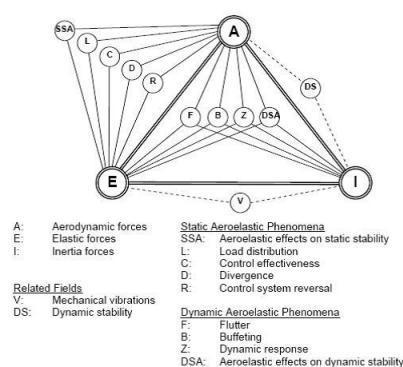 SSA
A
L
C
D
R
DS
F
B
Z
DSA
E
I
V
A: Aerodynamic forces
E: Elastic forces
I: Inertia forces
Related Fields
V: Mechanical vibrations
DS: Dynamic stability
Static Aeroelastic Phenomena
SSA: Aeroelastic effects on static stability
L: Load distribution
C: Control effectiveness
D: Divergence
R: Control system reversal
Dynamic Aeroelastic Phenomena
F: Flutter
B: Buffeting
Z: Dynamic response
DSA: Aeroelastic effects on dynamic stability